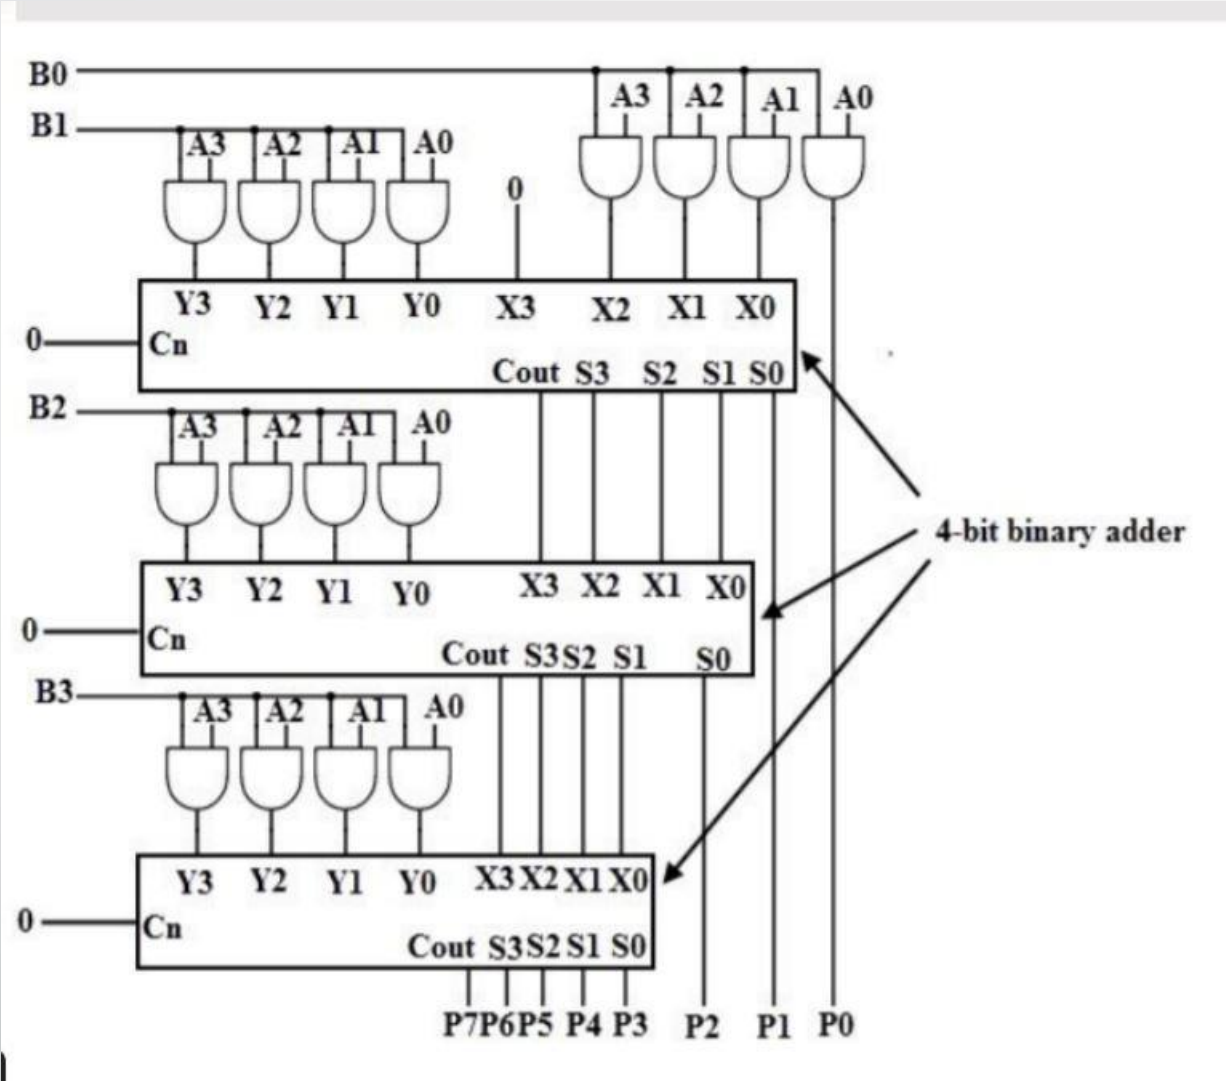 B0
A3 A2 A1 A0
B1
A3 A2 A1 A0
0
Y3 Y2 Y1 Y0 X3 X2 X1 X0
0 Cn
Cout S3 S2 S1 S0
B2
A3 A2 A1 A0
4-bit binary adder
Y3 Y2 Y1 Y0 X3 X2 X1 X0
0 Cn
Cout S3 S2 S1 S0
B3
A3 A2 A1 A0
Y3 Y2 Y1 Y0 X3 X2 X1 X0
0 Cn
Cout S3 S2 S1 S0
P7 P6 P5 P4 P3 P2 P1 P0